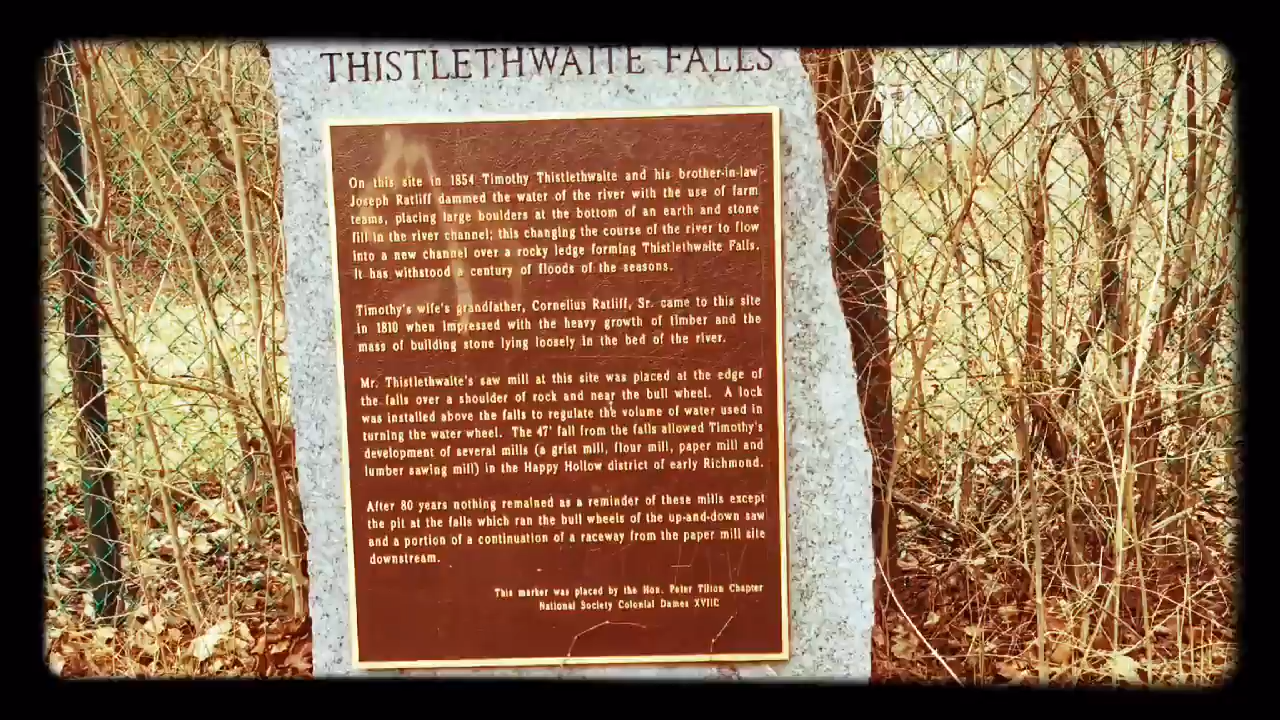 THISTLETHWAITE FALLS
On this site in 1854 Timothy Thistlethwaite and his brother-in-law
Joseph Ratliff dammed the water of the river with the use of farm
teams, placing large boulders at the bottom of an earth and stone
fill in the river channel; this changing the course of the river to flow
into a new channel over a rocky ledge forming Thistlethwaite Falls.
It has withstood a century of floods of the seasons.
Timothy's wife's grandfather, Cornelius Ratliff, Sr. came to this site
in 1810 when impressed with the heavy growth of timber and the
mass of building stone lying loosely in the bed of the river.
Mr. Thistlethwaite's saw mill at this site was placed at the edge of
the falls over a shoulder of rock and near the bull wheel. A lock
was installed above the falls to regulate the volume of water used in
turning the water wheel. The 47' fall from the falls allowed Timothy's
development of several mills (a grist mill, flour mill, paper mill and
lumber sawing mill) in the Happy Hollow district of early Richmond.
After 80 years nothing remained as a reminder of these mills except
the pit at the falls which ran the bull wheels of the up-and-down saw
and a portion of a continuation of a raceway from the paper mill site
downstream.
This marker was placed by the Hon. Peter Tilton Chapter
National Society Colonial Dames XVIIC